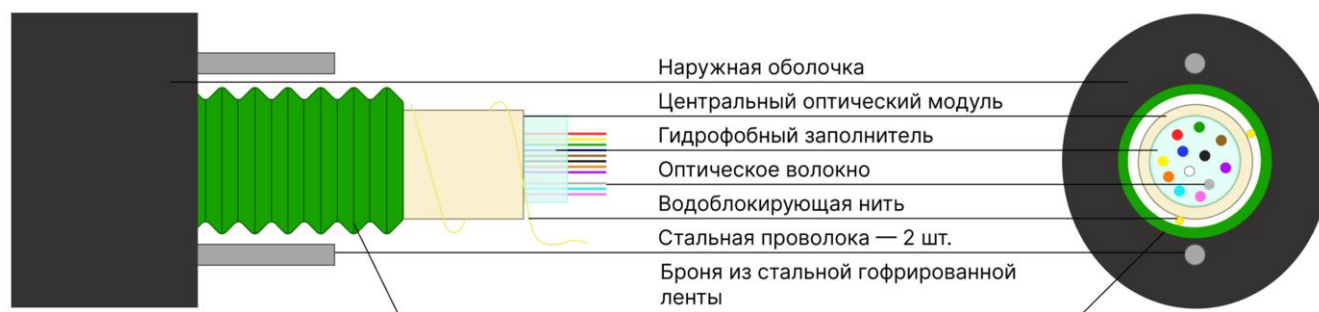 Наружная оболочка
Центральный оптический модуль
Гидрофобный заполнитель
Оптическое волокно
Водоблокирующая нить
Стальная проволока — 2 шт.
Броня из стальной гофрированной
ленты